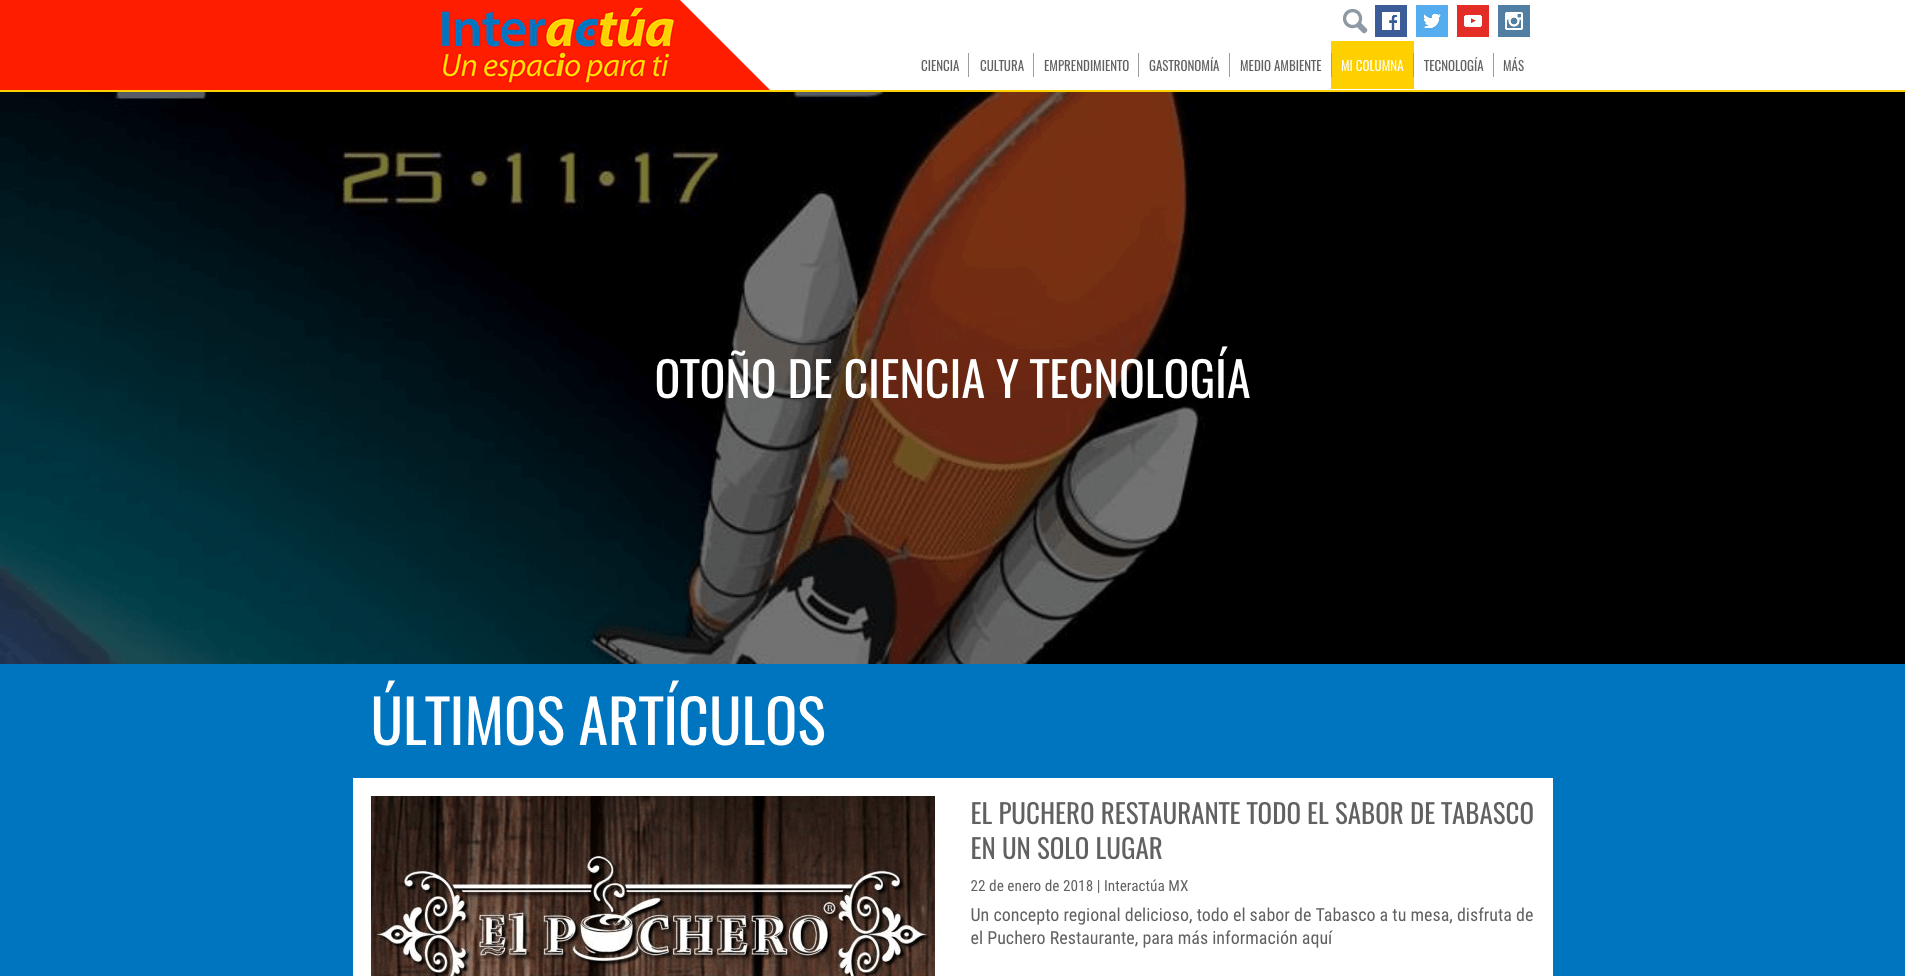 Interactúa
Un espacio para ti
CIENCIA
CULTURA
EMPRENDIMIENTO
GASTRONOMÍA
MEDIO AMBIENTE
MI COLUMNA
TECNOLOGÍA
MÁS
25·11·17
OTOÑO DE CIENCIA Y TECNOLOGÍA
ÚLTIMOS ARTÍCULOS
El PUCHERO®
EL PUCHERO RESTAURANTE TODO EL SABOR DE TABASCO
EN UN SOLO LUGAR
22 de enero de 2018 | Interactúa MX
Un concepto regional delicioso, todo el sabor de Tabasco a tu mesa, disfruta de
el Puchero Restaurante, para más información aquí